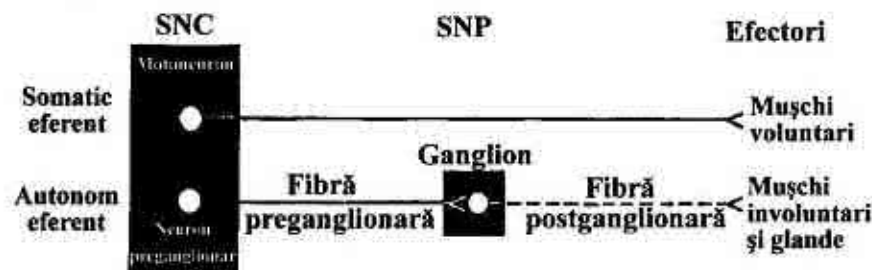 SNC
SNP
Efectori
Motoneuron
Somatic
eferent
Mușchi
voluntari
Ganglion
Autonom
eferent
Fibră
preganglionară
Fibră
postganglionară
Mușchi
involuntari
și glande
Neuron
preganglionar